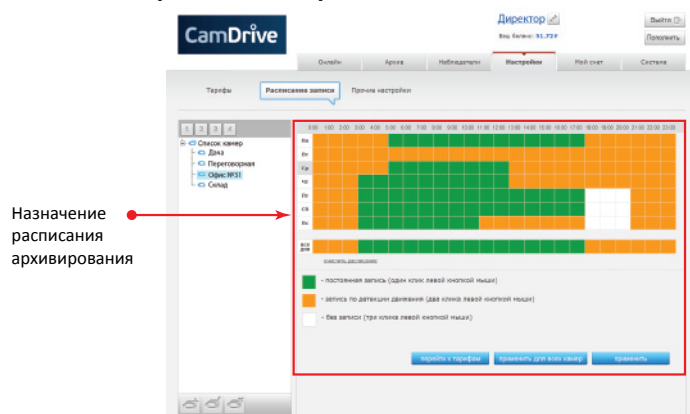 CamDrive
Директор
Ваш баланс: 51.72 ₽
Выйти
Пополнить
Онлайн Архив Наблюдатели Настройки Мой счет Система
Тарифы Расписание записи Прочие настройки
1 2 3 4
Список камер
Дача
Переговорная
Офис №31
Склад
0:00 1:00 2:00 3:00 4:00 5:00 6:00 7:00 8:00 9:00 10:00 11:00 12:00 13:00 14:00 15:00 16:00 17:00 18:00 19:00 20:00 21:00 22:00 23:00
Пн
Вт
Ср
Чт
Пт
Сб
Вс
все
дни
очистить расписание
- постоянная запись (один клик левой кнопкой мыши)
- запись по детекции движения (два клика левой кнопкой мыши)
- без записи (три клика левой кнопкой мыши)
перейти к тарифам применить для всех камер применить
Назначение
расписания
архивирования